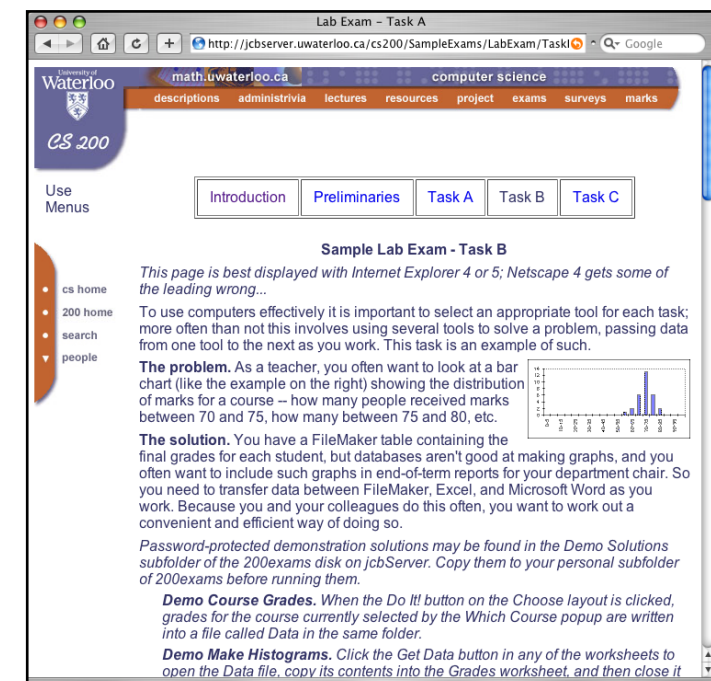 Lab Exam – Task A
http://jcbserver.uwaterloo.ca/cs200/SampleExams/LabExam/Taskl
Google
University of
Waterloo
CS 200
math.uwaterloo.ca computer science
descriptions administrivia lectures resources project exams surveys marks
Use
Menus
Introduction Preliminaries Task A Task B Task C
cs home
200 home
search
people
Sample Lab Exam - Task B
This page is best displayed with Internet Explorer 4 or 5; Netscape 4 gets some of
the leading wrong...
To use computers effectively it is important to select an appropriate tool for each task;
more often than not this involves using several tools to solve a problem, passing data
from one tool to the next as you work. This task is an example of such.
The problem. As a teacher, you often want to look at a bar
chart (like the example on the right) showing the distribution
of marks for a course -- how many people received marks
between 70 and 75, how many between 75 and 80, etc.
The solution. You have a FileMaker table containing the
final grades for each student, but databases aren't good at making graphs, and you
often want to include such graphs in end-of-term reports for your department chair. So
you need to transfer data between FileMaker, Excel, and Microsoft Word as you
work. Because you and your colleagues do this often, you want to work out a
convenient and efficient way of doing so.
Password-protected demonstration solutions may be found in the Demo Solutions
subfolder of the 200exams disk on jcbServer. Copy them to your personal subfolder
of 200exams before running them.
Demo Course Grades. When the Do It! button on the Choose layout is clicked,
grades for the course currently selected by the Which Course popup are written
into a file called Data in the same folder.
Demo Make Histograms. Click the Get Data button in any of the worksheets to
open the Data file, copy its contents into the Grades worksheet, and then close it